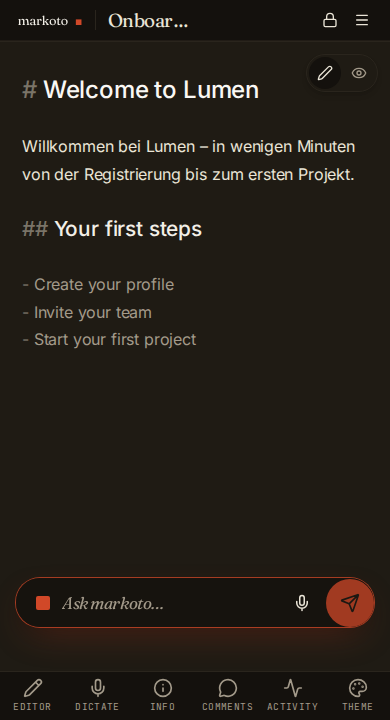 markoto
Onboar...
# Welcome to Lumen
Willkommen bei Lumen – in wenigen Minuten
von der Registrierung bis zum ersten Projekt.
## Your first steps
- Create your profile
- Invite your team
- Start your first project
Ask markoto...
EDITOR
DICTATE
INFO
COMMENTS
ACTIVITY
THEME